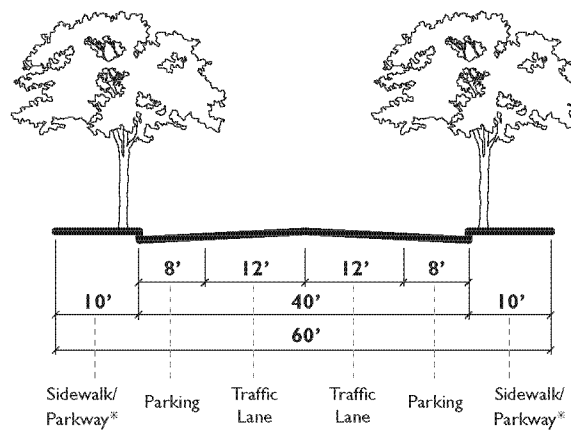 8' 12' 12' 8'
10' 40' 10'
60'
Sidewalk/ Parking Traffic Traffic Parking Sidewalk/
Parkway* Lane Lane Parkway*